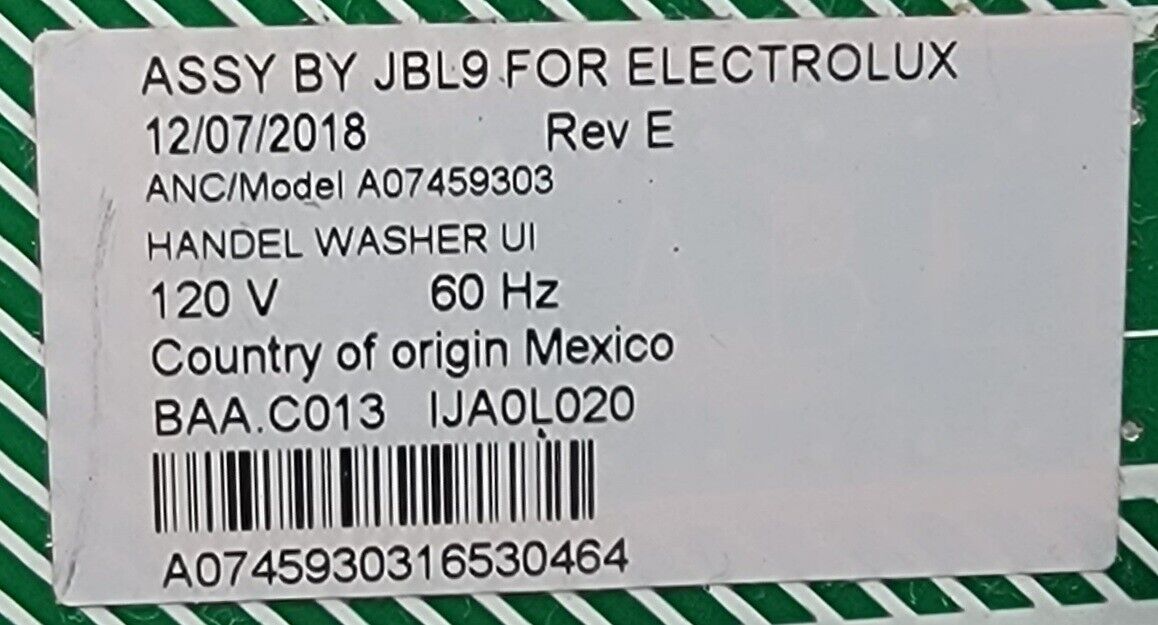 ASSY BY JBL9 FOR ELECTROLUX
12/07/2018 Rev E
ANC/Model A07459303
HANDEL WASHER UI
120 V 60 Hz
Country of origin Mexico
BAA.C013 IJA0L020
A0745930316530464